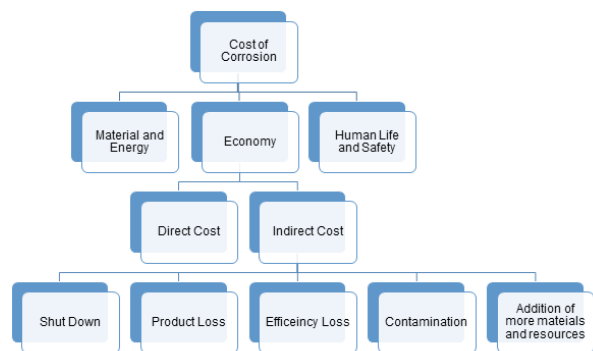 Cost of
Corrosion
Material and
Energy
Economy
Human Life
and Safety
Direct Cost
Indirect Cost
Shut Down
Product Loss
Efficeincy Loss
Contamination
Addition of
more mateials
and resources